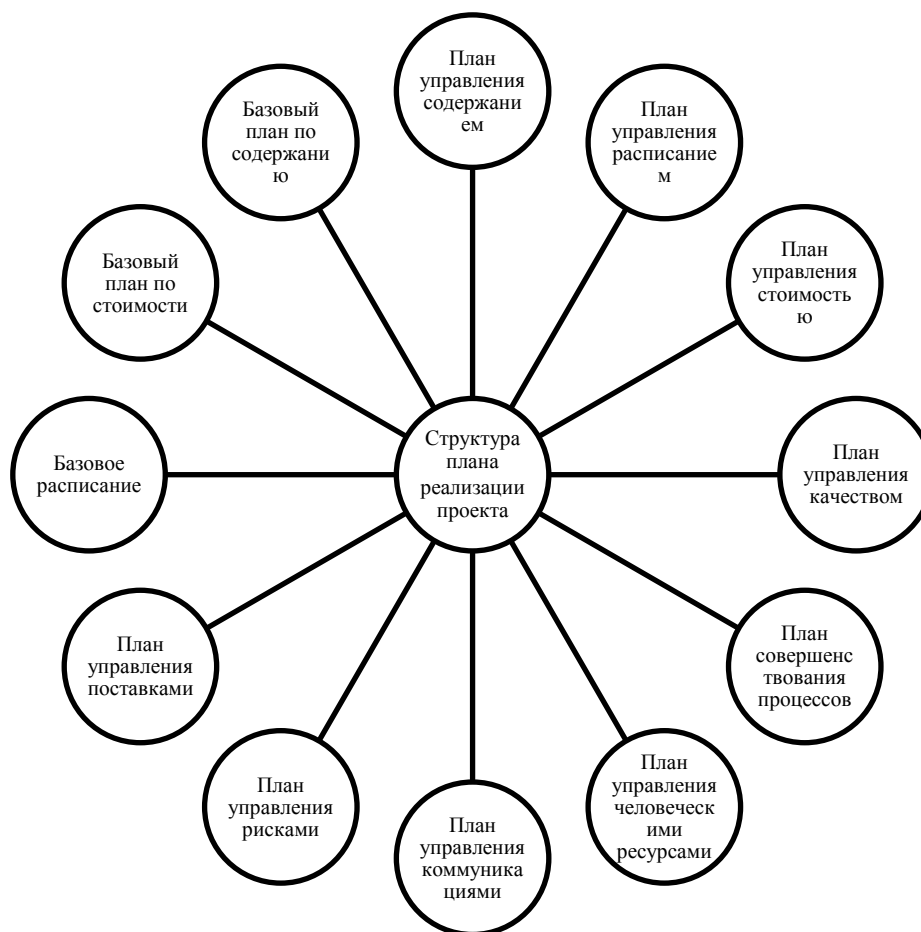 План
управления
содержани
ем
План
управления
расписание
м
План
управления
стоимость
ю
План
управления
качеством
План
совершенс
твования
процессов
План
управления
человеческ
ими
ресурсами
План
управления
коммуника
циями
План
управления
рисками
План
управления
поставками
Базовое
расписание
Базовый
план по
стоимости
Базовый
план по
содержани
ю
Структура
плана
реализации
проекта